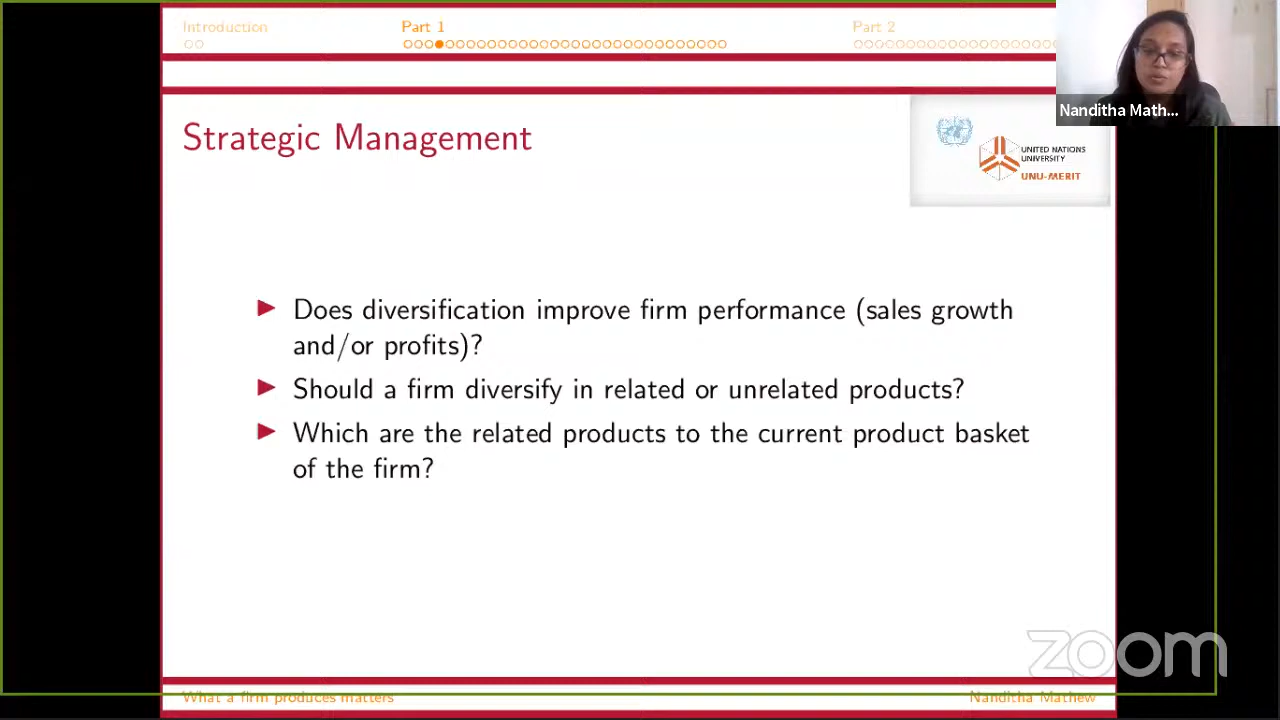 Introduction
Part 1
Part 2
Nanditha Math...
Strategic Management
UNITED NATIONS
UNIVERSITY
UNU-MERIT
Does diversification improve firm performance (sales growth
and/or profits)?
Should a firm diversify in related or unrelated products?
Which are the related products to the current product basket
of the firm?
zoom
What a firm produces matters
Nanditha Mathew